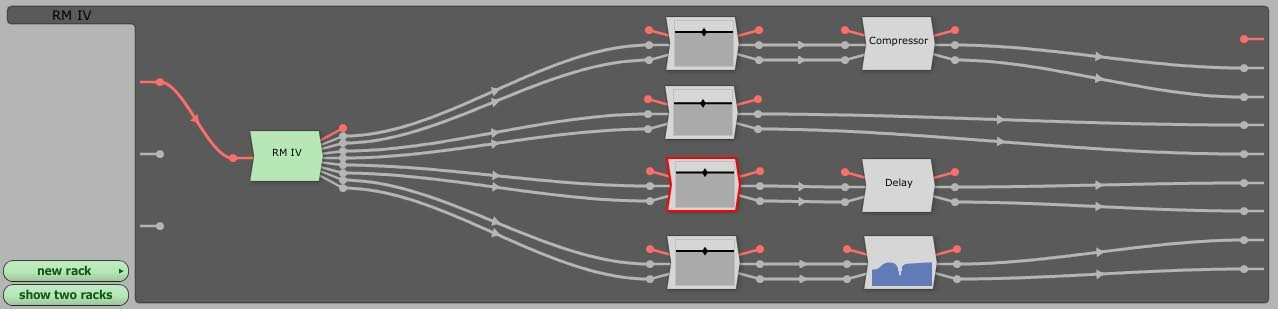 RM IV
Compressor
RM IV
Delay
new rack
show two racks